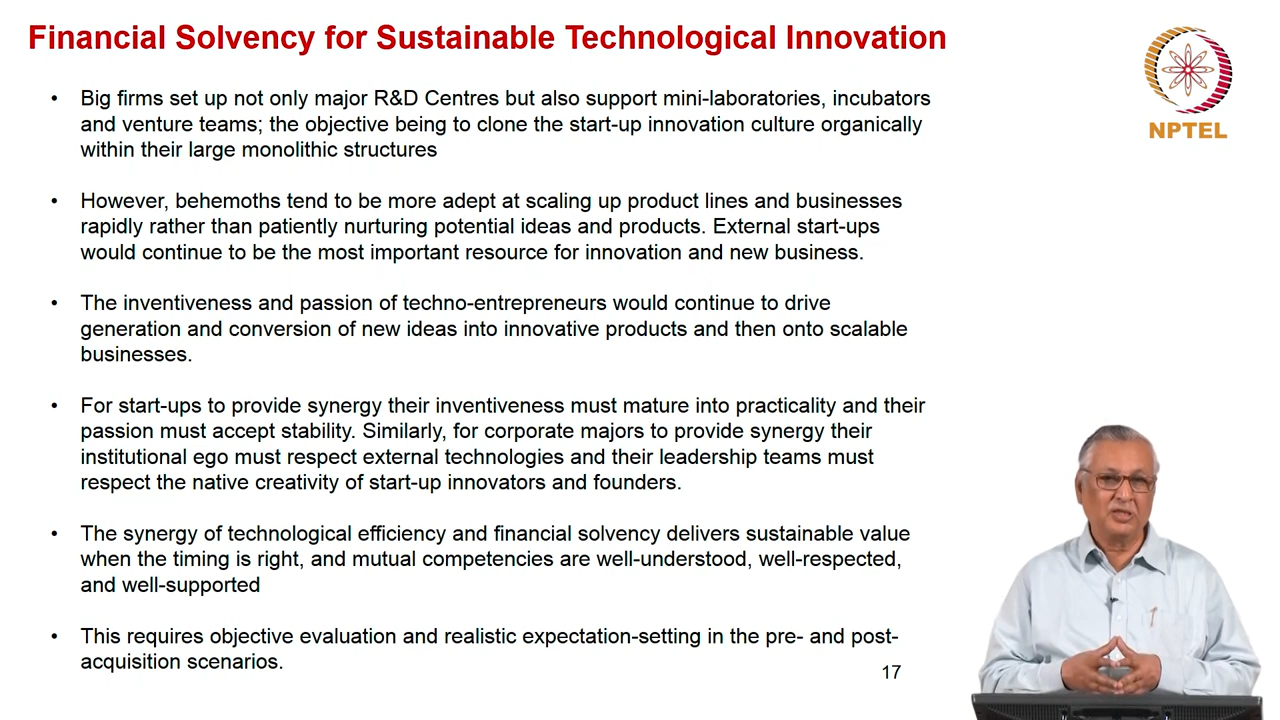 Financial Solvency for Sustainable Technological Innovation
• Big firms set up not only major R&D Centres but also support mini-laboratories, incubators
and venture teams; the objective being to clone the start-up innovation culture organically
within their large monolithic structures
• However, behemoths tend to be more adept at scaling up product lines and businesses
rapidly rather than patiently nurturing potential ideas and products. External start-ups
would continue to be the most important resource for innovation and new business.
• The inventiveness and passion of techno-entrepreneurs would continue to drive
generation and conversion of new ideas into innovative products and then onto scalable
businesses.
• For start-ups to provide synergy their inventiveness must mature into practicality and their
passion must accept stability. Similarly, for corporate majors to provide synergy their
institutional ego must respect external technologies and their leadership teams must
respect the native creativity of start-up innovators and founders.
• The synergy of technological efficiency and financial solvency delivers sustainable value
when the timing is right, and mutual competencies are well-understood, well-respected,
and well-supported
• This requires objective evaluation and realistic expectation-setting in the pre- and post-
acquisition scenarios.
17
NPTEL